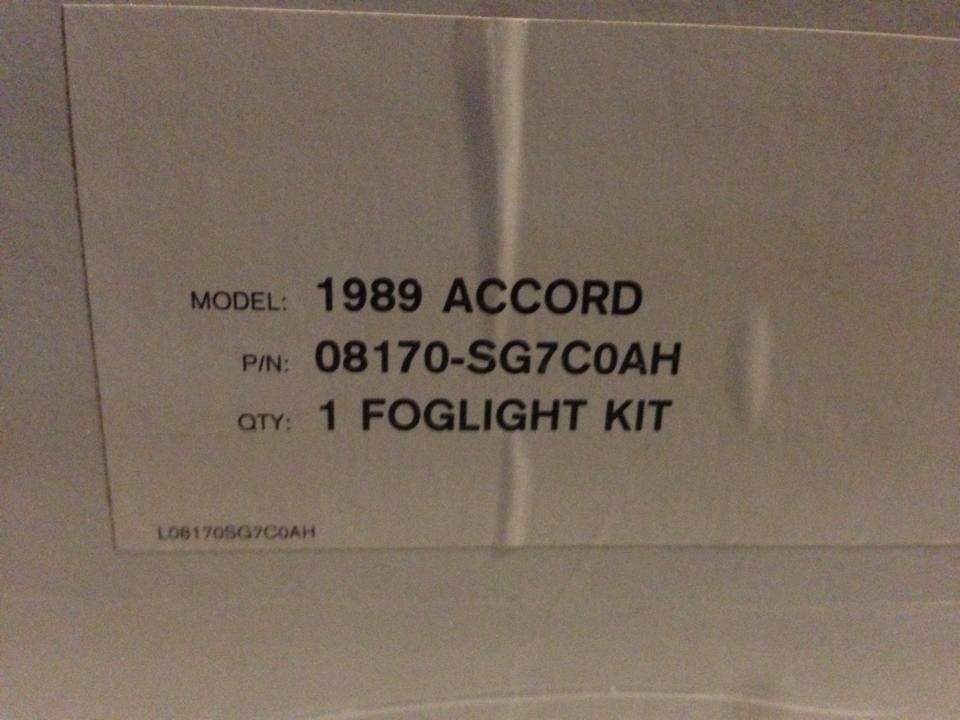 MODEL: 1989 ACCORD
P/N: 08170-SG7C0AH
QTY: 1 FOGLIGHT KIT
L08170SG7C0AH